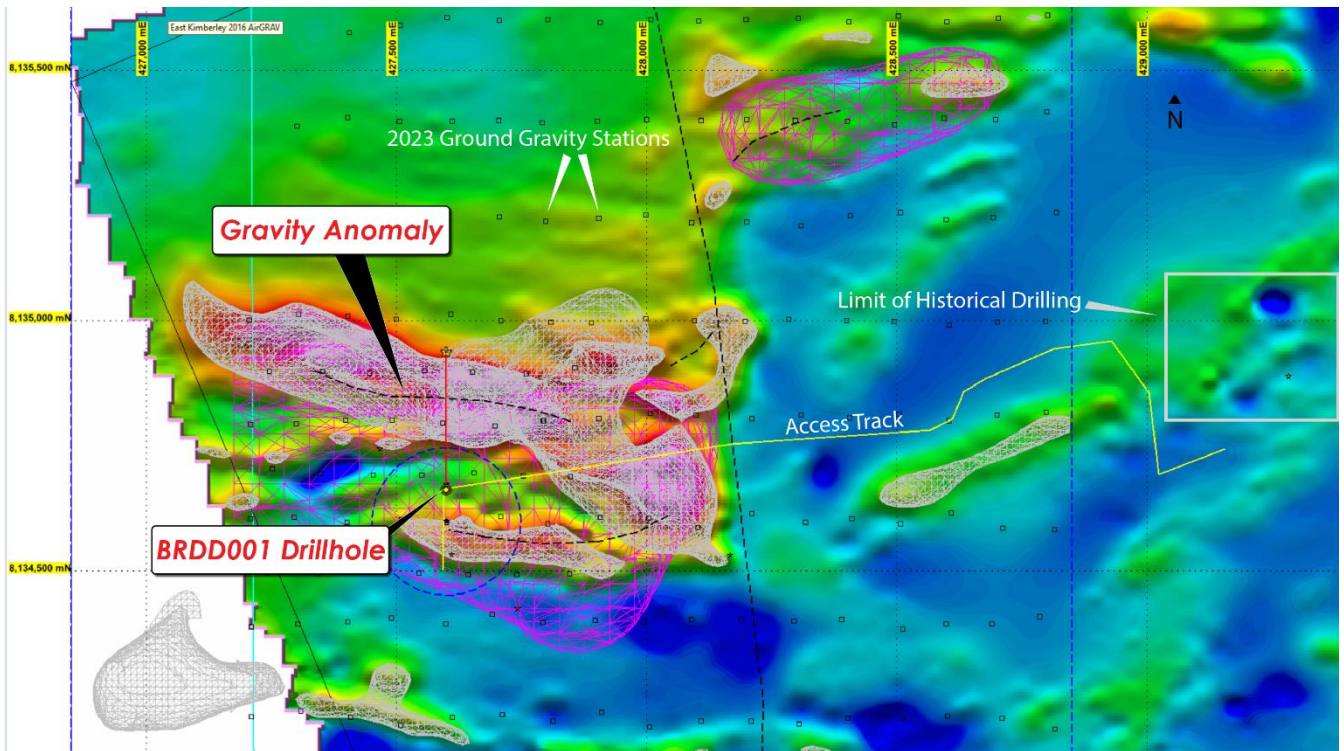 East Kimberley 2016 AirGRAV
427,000 mE
427,500 mE
428,000 mE
428,500 mE
429,000 mE
8,135,500 mN
N
2023 Ground Gravity Stations
Gravity Anomaly
Limit of Historical Drilling
8,135,000 mN
Access Track
BRDD001 Drillhole
8,134,500 mN